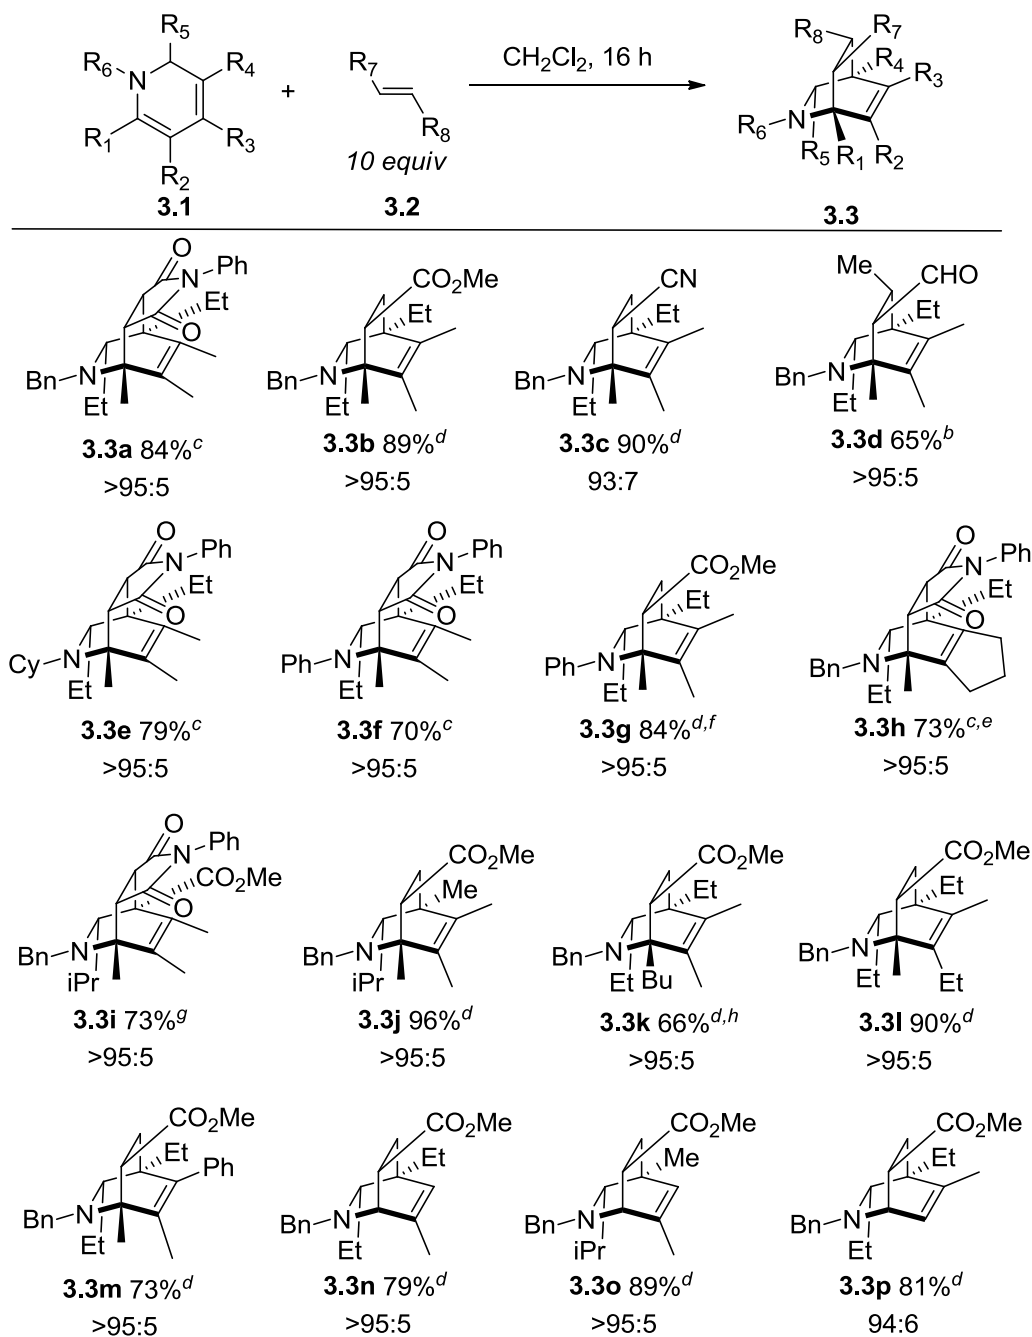 R5
R6 N R4
R1 R3
R2
3.1
+
R7
R8
10 equiv
3.2
CH2Cl2, 16 h
R8 R7
R4
R3
N
R6
R5 R1 R2
3.3
O
N Ph
Et
O
Bn N
Et
3.3a 84%c
>95:5
CO2Me
Et
Bn N
Et
3.3b 89%d
>95:5
CN
Et
Bn N
Et
3.3c 90%d
93:7
Me CHO
Et
Bn N
Et
3.3d 65%b
>95:5
O
N Ph
Et
O
Cy N
Et
3.3e 79%c
>95:5
O
N Ph
Et
O
Ph N
Et
3.3f 70%c
>95:5
CO2Me
Et
Ph N
Et
3.3g 84%d,f
>95:5
O
N Ph
Et
O
Bn N
Et
3.3h 73%c,e
>95:5
O
N Ph
CO2Me
O
Bn N
iPr
3.3i 73%g
>95:5
CO2Me
Me
Bn N
iPr
3.3j 96%d
>95:5
CO2Me
Et
Bn N
Et Bu
3.3k 66%d,h
>95:5
CO2Me
Et
Bn N
Et Et
3.3l 90%d
>95:5
CO2Me
Et Ph
Bn N
Et
3.3m 73%d
>95:5
CO2Me
Et
Bn N
Et
3.3n 79%d
>95:5
CO2Me
Me
Bn N
iPr
3.3o 89%d
>95:5
CO2Me
Et
Bn N
Et
3.3p 81%d
94:6